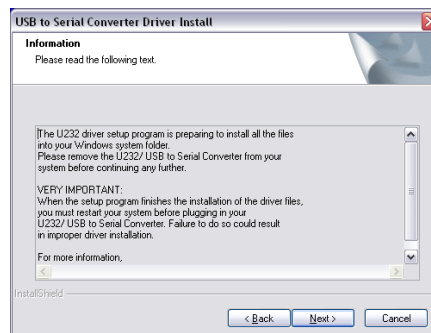 USB to Serial Converter Driver Install
Information
Please read the following text.
The U232 driver setup program is preparing to install all the files
into your Windows system folder.
Please remove the U232/ USB to Serial Converter from your
system before continuing any further.
VERY IMPORTANT:
When the setup program finishes the installation of the driver files,
you must restart your system before plugging in your
U232/ USB to Serial Converter. Failure to do so could result
in improper driver installation.
For more information,
InstallShield
< Back
Next >
Cancel